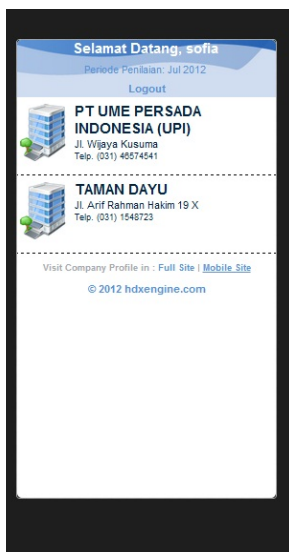 Selamat Datang, sofia
Periode Penilaian: Jul 2012
Logout
PT UME PERSADA
INDONESIA (UPI)
Jl. Wijaya Kusuma
Telp. (031) 46574541
TAMAN DAYU
Jl. Arif Rahman Hakim 19 X
Telp. (031) 1548723
Visit Company Profile in : Full Site | Mobile Site
© 2012 hdxengine.com